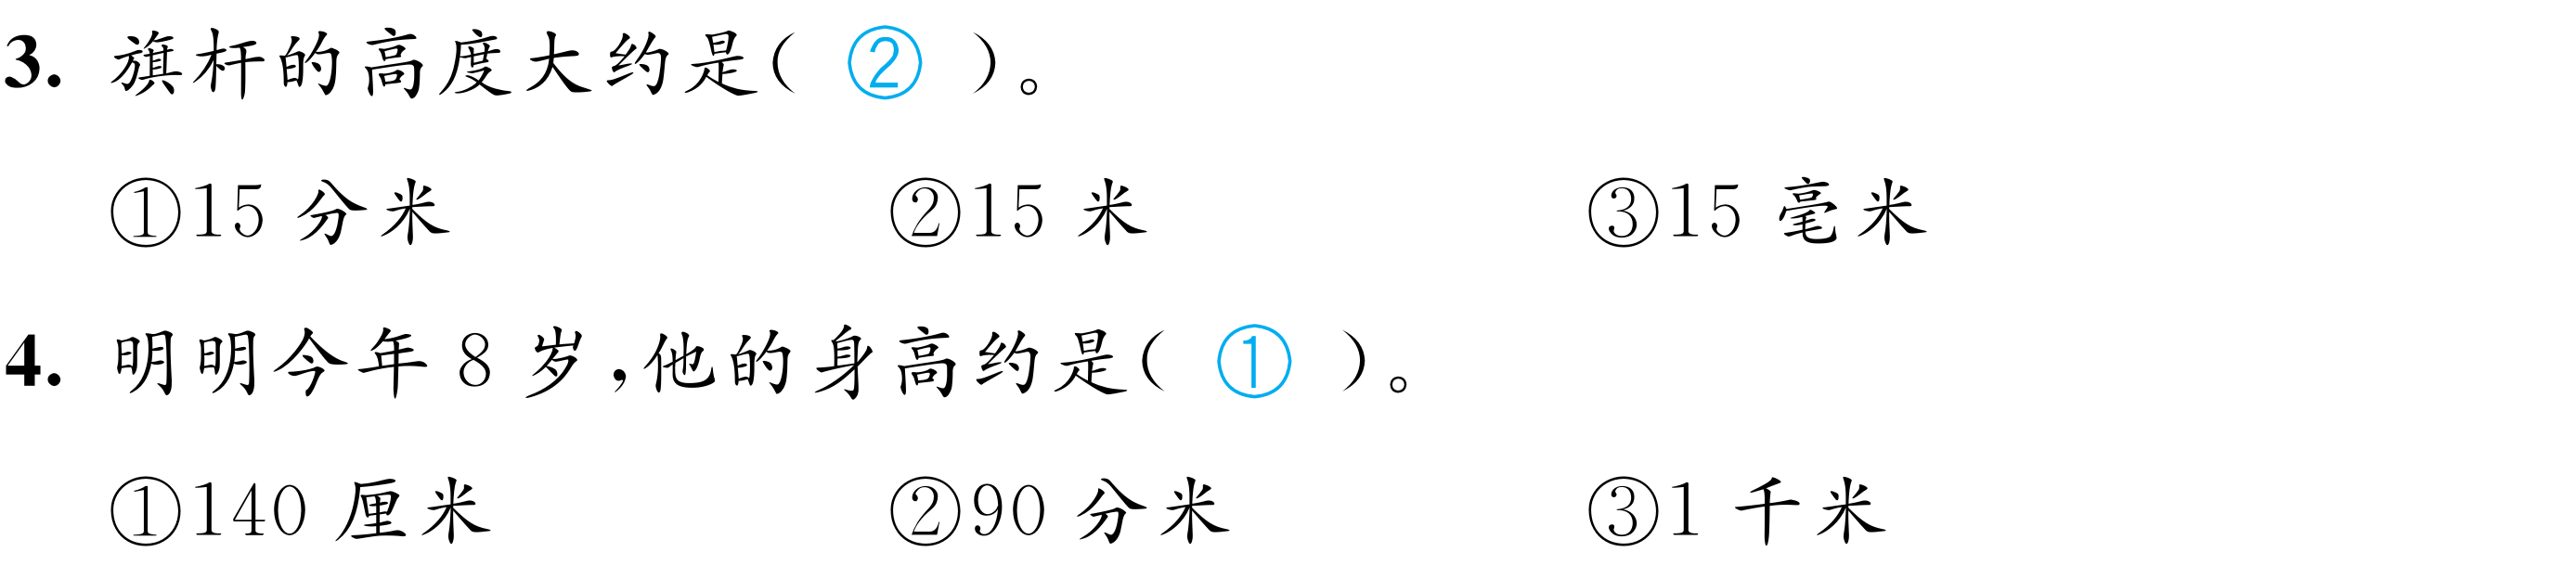 3. 旗杆的高度大约是( ② )。
①15 分米 ②15 米 ③15 毫米
4. 明明今年 8 岁,他的身高约是( ① )。
①140 厘米 ②90 分米 ③1 千米